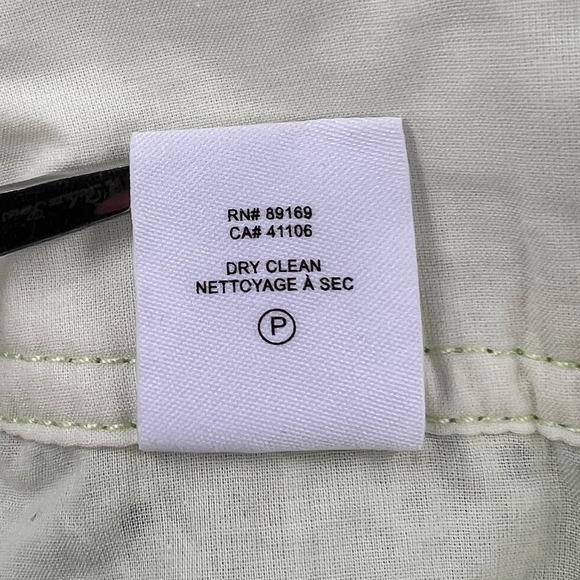 RN# 89169
CA# 41106
DRY CLEAN
NETTOYAGE À SEC
P